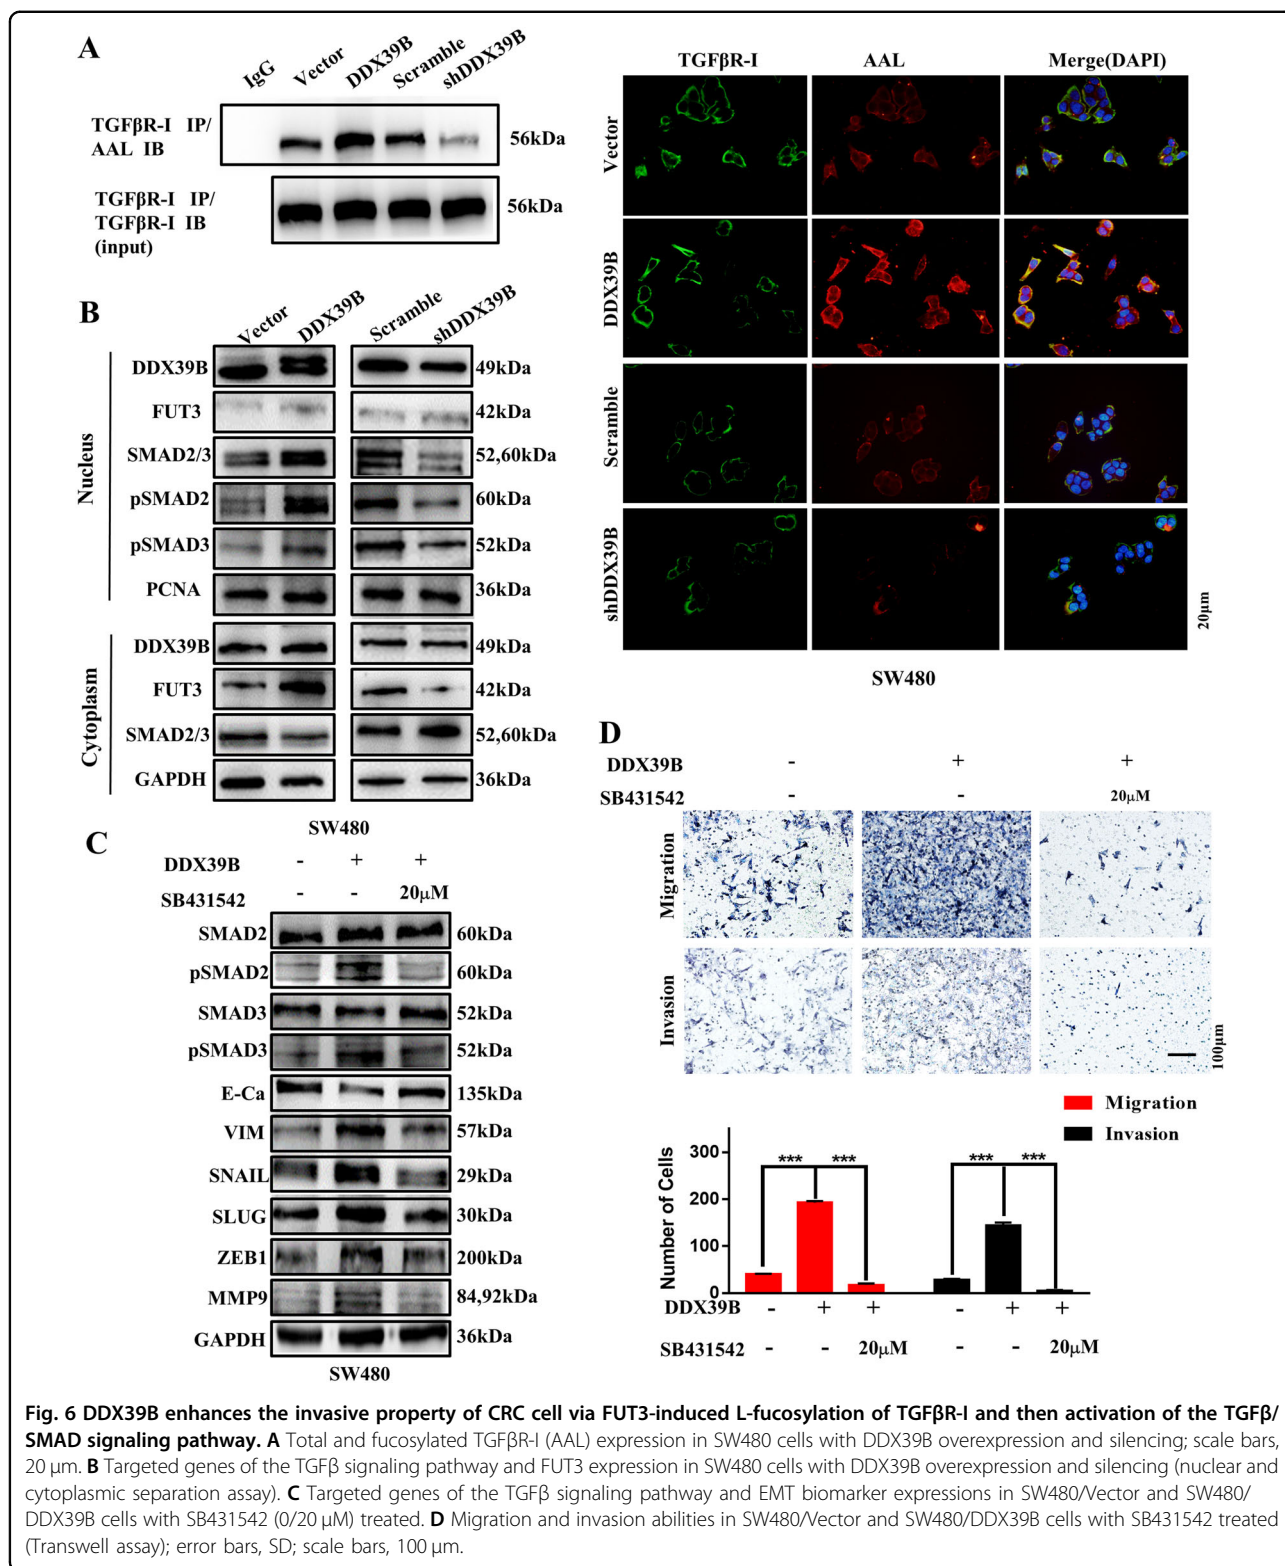 A
IgG
Vector
DDX39B
Scramble
shDDX39B
TGFβR-I IP/
AAL IB
56kDa
TGFβR-I IP/
TGFβR-I IB
(input)
56kDa
TGFβR-I
AAL
Merge(DAPI)
Vector
DDX39B
Scramble
shDDX39B
20μm
SW480
B
Vector
DDX39B
Scramble
shDDX39B
Nucleus
DDX39B
49kDa
FUT3
42kDa
SMAD2/3
52,60kDa
pSMAD2
60kDa
pSMAD3
52kDa
PCNA
36kDa
Cytoplasm
DDX39B
49kDa
FUT3
42kDa
SMAD2/3
52,60kDa
GAPDH
36kDa
SW480
C
DDX39B - + +
SB431542 - - 20μM
SMAD2
60kDa
pSMAD2
60kDa
SMAD3
52kDa
pSMAD3
52kDa
E-Ca
135kDa
VIM
57kDa
SNAIL
29kDa
SLUG
30kDa
ZEB1
200kDa
MMP9
84,92kDa
GAPDH
36kDa
SW480
D
DDX39B - + +
SB431542 - - 20μM
Migration
Invasion
100μm
Migration
Invasion
Number of Cells
300
200
100
0
*** ***
*** ***
DDX39B - + + - + +
SB431542 - - 20μM - - 20μM
Fig. 6 DDX39B enhances the invasive property of CRC cell via FUT3-induced L-fucosylation of TGFβR-I and then activation of the TGFβ/
SMAD signaling pathway. A Total and fucosylated TGFβR-I (AAL) expression in SW480 cells with DDX39B overexpression and silencing; scale bars,
20 μm. B Targeted genes of the TGFβ signaling pathway and FUT3 expression in SW480 cells with DDX39B overexpression and silencing (nuclear and
cytoplasmic separation assay). C Targeted genes of the TGFβ signaling pathway and EMT biomarker expressions in SW480/Vector and SW480/
DDX39B cells with SB431542 (0/20 μM) treated. D Migration and invasion abilities in SW480/Vector and SW480/DDX39B cells with SB431542 treated
(Transwell assay); error bars, SD; scale bars, 100 μm.